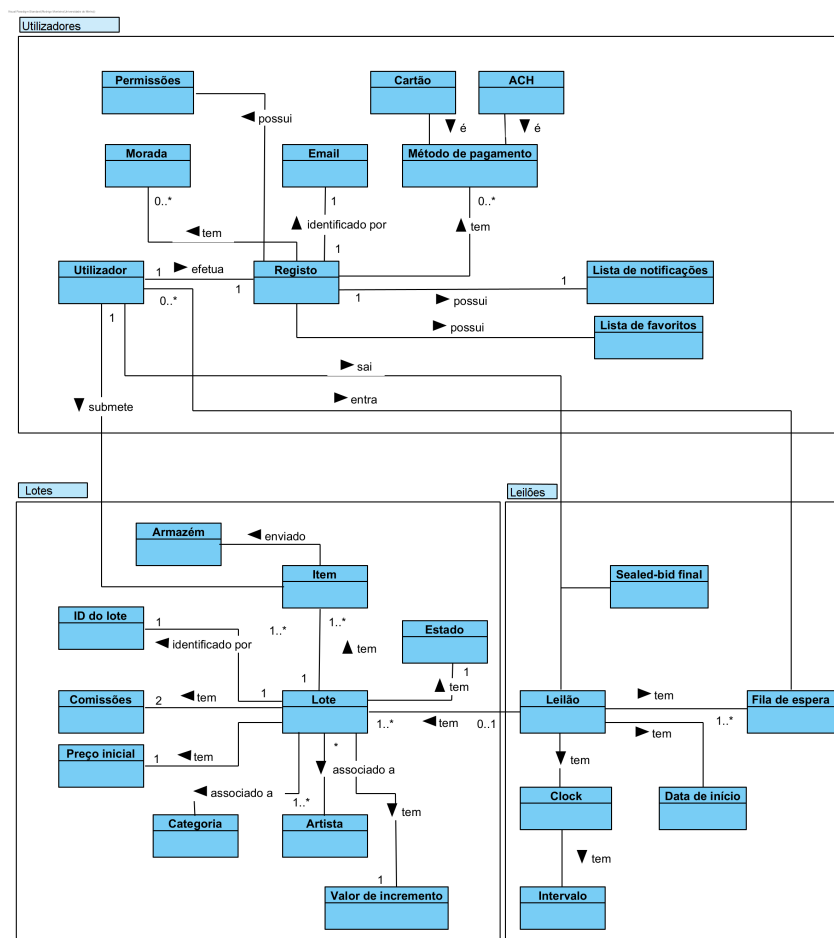 Utilizadores
Permissões
Cartão
ACH
possui
é
é
Morada
Email
Método de pagamento
0..*
1
0..*
identificado por
tem
tem
1
Utilizador
1
efetua
Registo
1
0..*
1
1
Lista de notificações
possui
1
Lista de favoritos
possui
sai
entra
submete
Lotes
Leilões
Armazém
enviado
Item
Sealed-bid final
ID do lote
1
identificado por
1..*
1..*
tem
Estado
1
tem
1
1
Comissões
2
tem
Lote
1..*
tem
0..1
Leilão
tem
1..*
Fila de espera
tem
Preço inicial
1
tem
*
associado a
associado a
1..*
tem
tem
Categoria
Artista
Clock
Data de início
tem
1
Valor de incremento
Intervalo